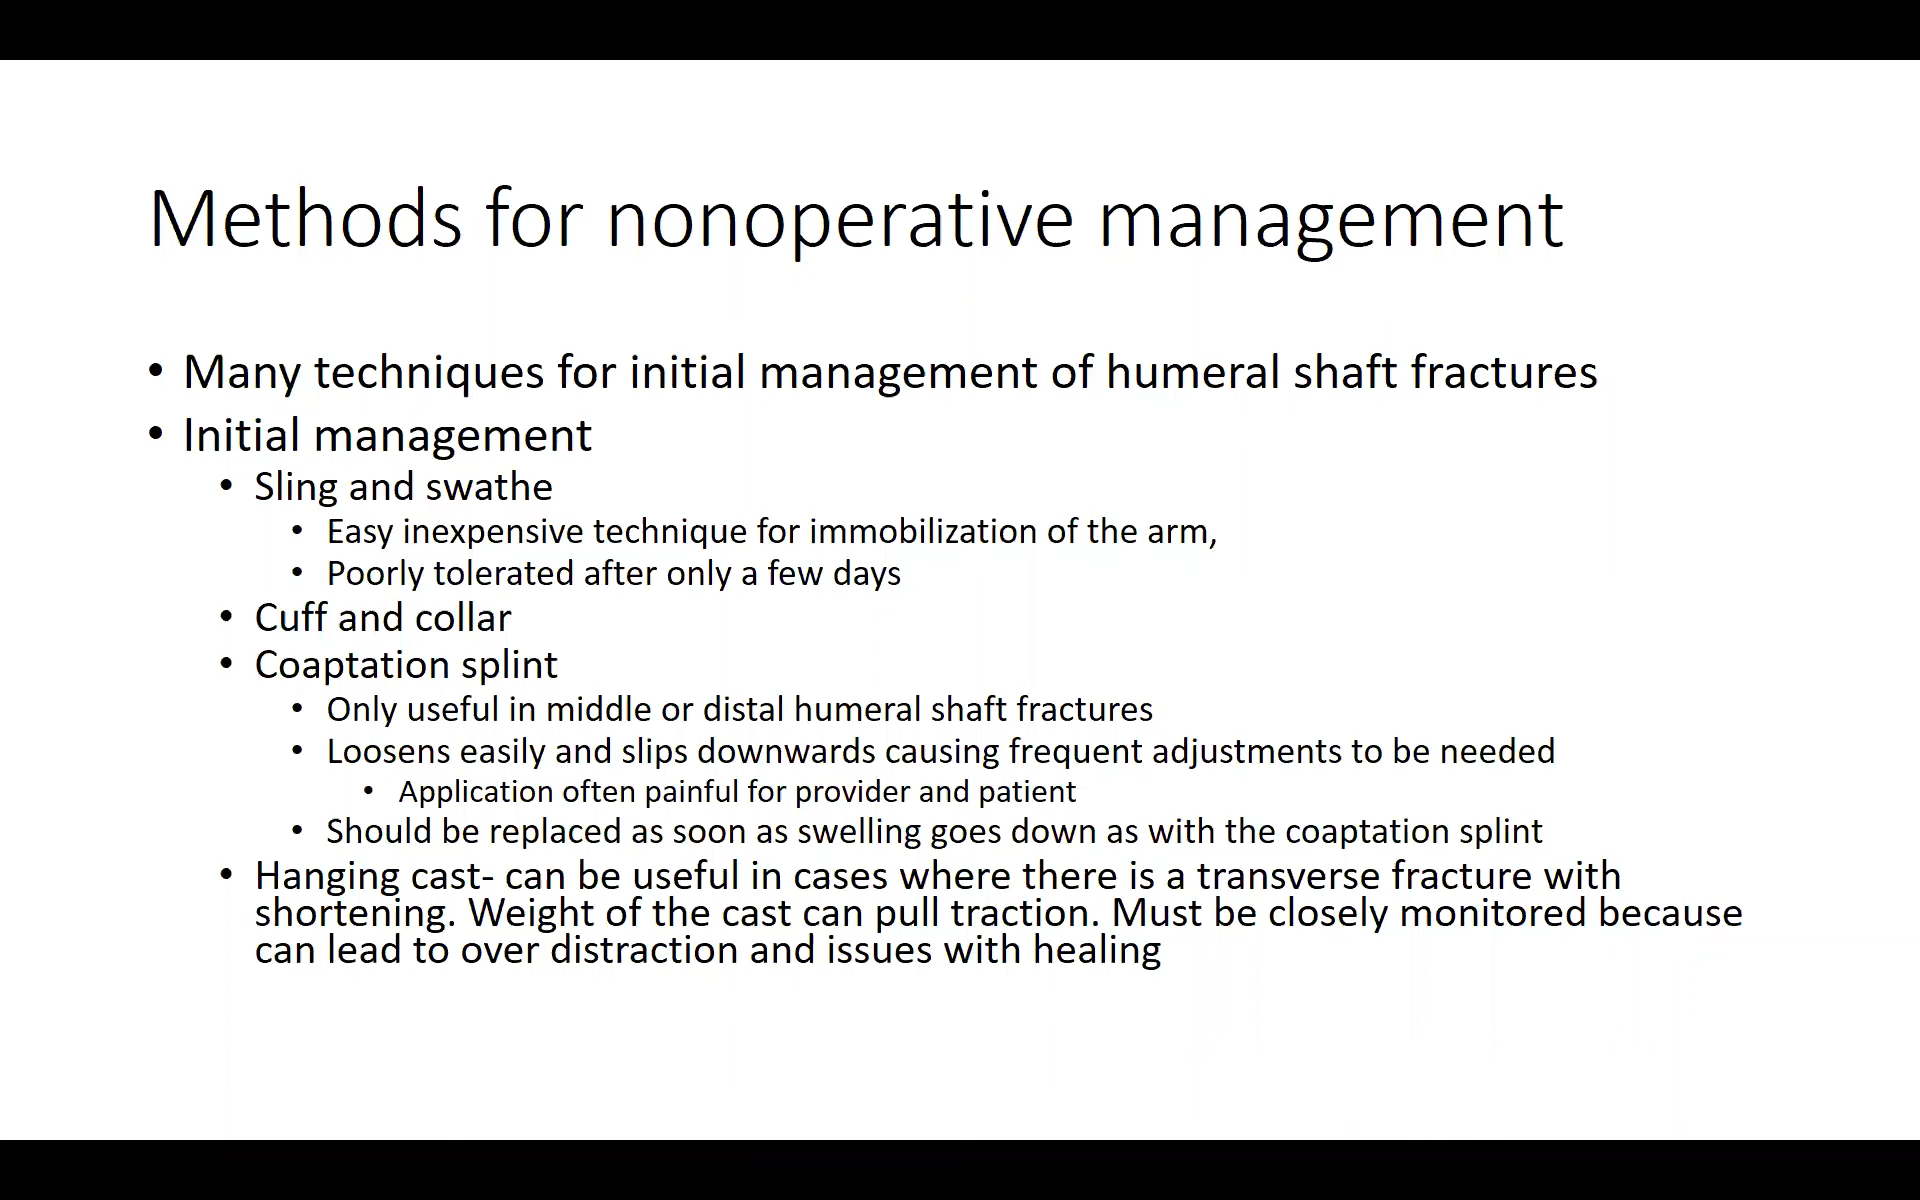 Methods for nonoperative management
• Many techniques for initial management of humeral shaft fractures
• Initial management
• Sling and swathe
• Easy inexpensive technique for immobilization of the arm,
• Poorly tolerated after only a few days
• Cuff and collar
• Coaptation splint
• Only useful in middle or distal humeral shaft fractures
• Loosens easily and slips downwards causing frequent adjustments to be needed
• Application often painful for provider and patient
• Should be replaced as soon as swelling goes down as with the coaptation splint
• Hanging cast- can be useful in cases where there is a transverse fracture with
shortening. Weight of the cast can pull traction. Must be closely monitored because
can lead to over distraction and issues with healing